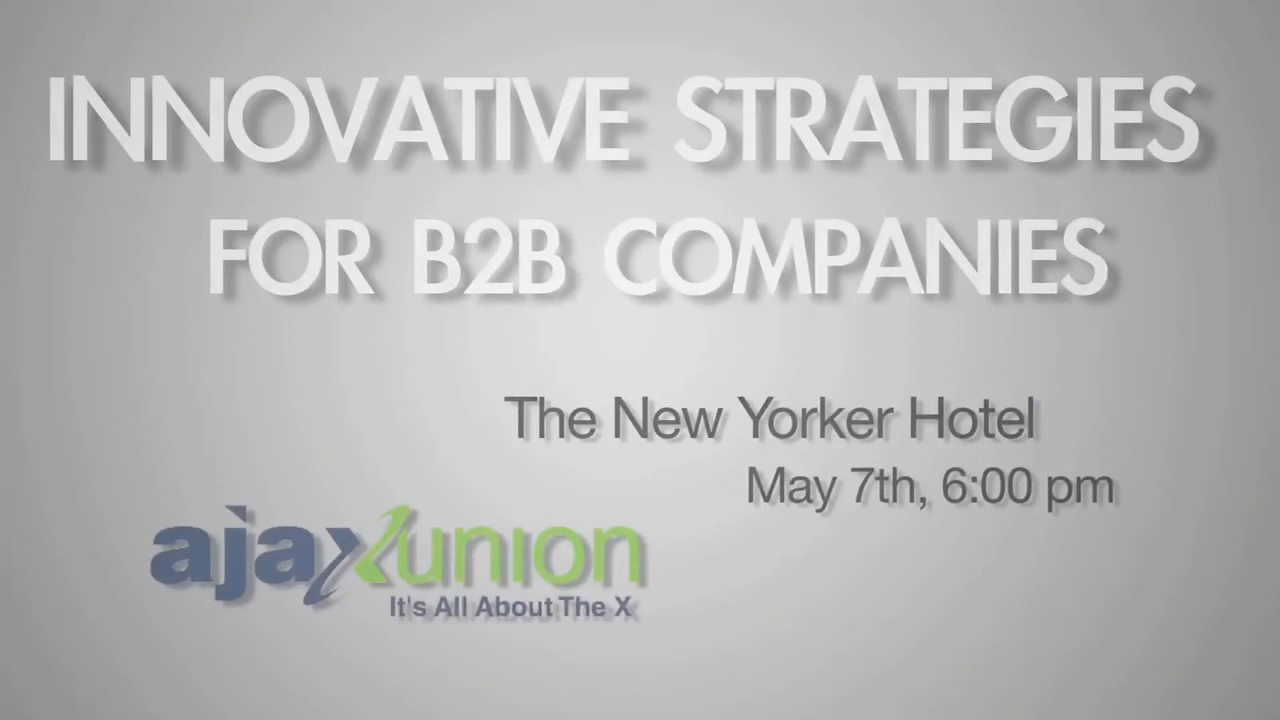 INNOVATIVE STRATEGIES
FOR B2B COMPANIES
The New Yorker Hotel
May 7th, 6:00 pm
ajaxunion
It's All About The X